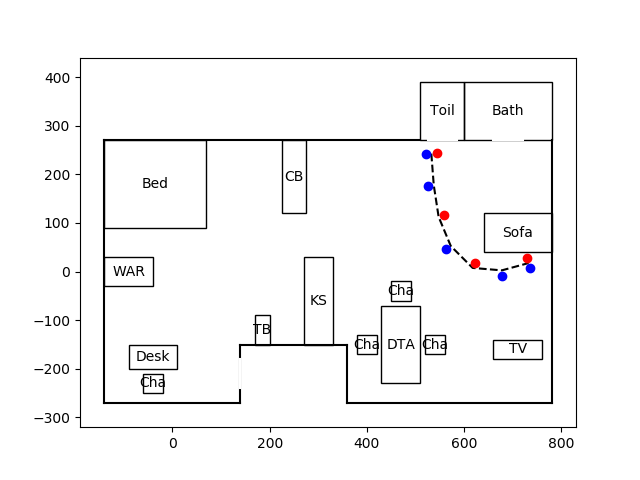 400
300
200
100
0
−100
−200
−300
0
200
400
600
800
Toil
Bath
Bed
CB
Sofa
WAR
KS
Cha
TB
Cha
DTA
Cha
TV
Desk
Cha